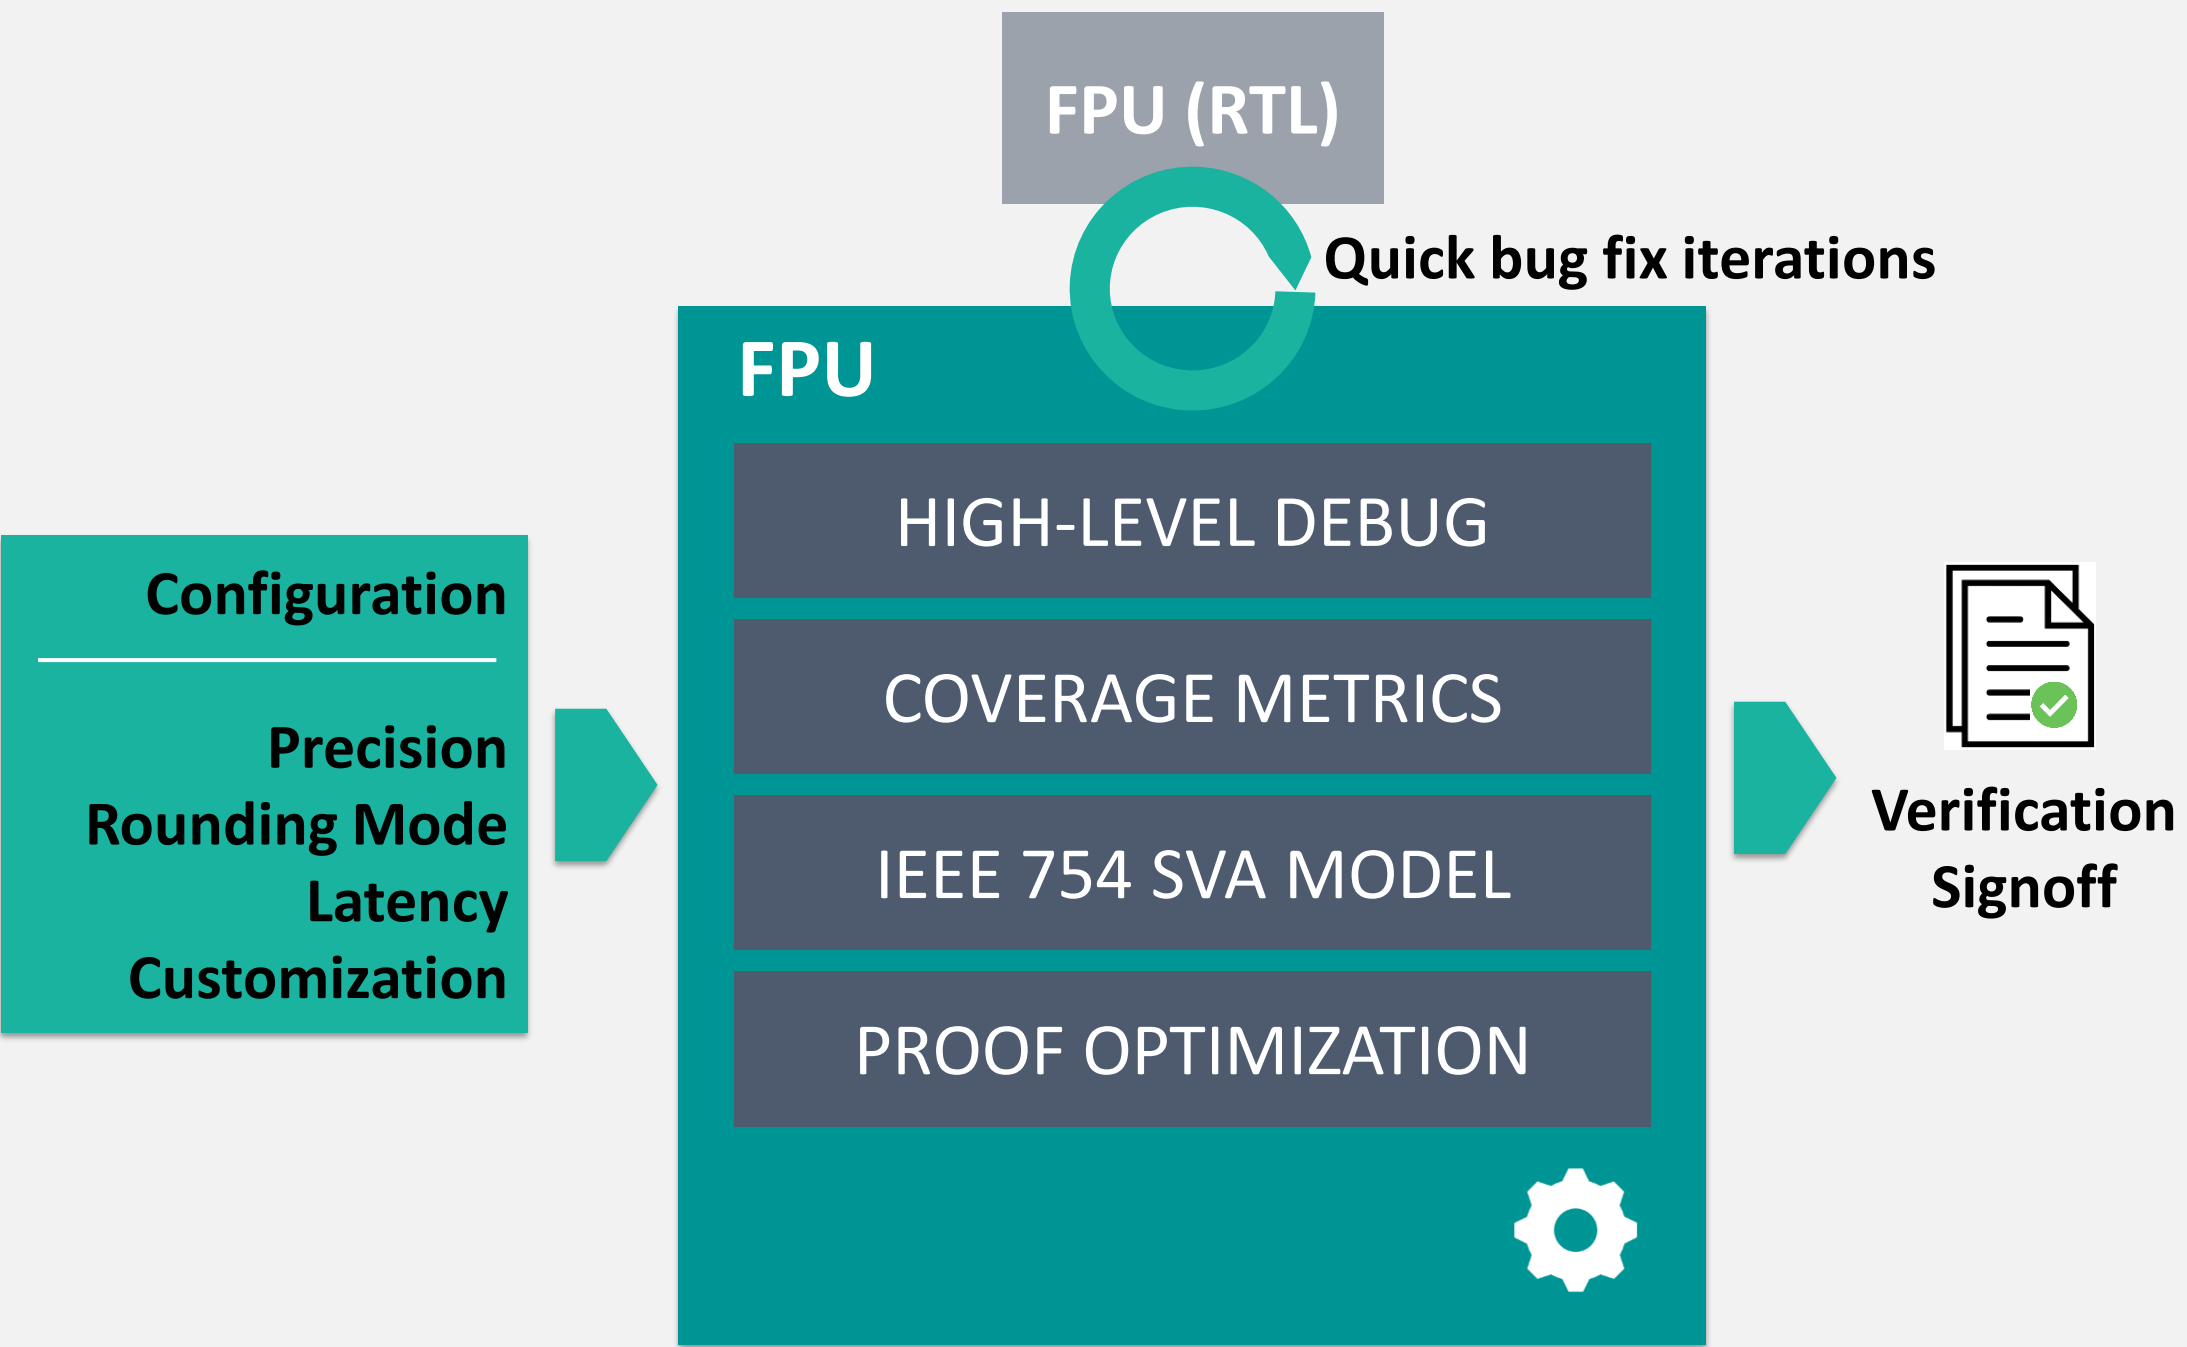 FPU (RTL)
Quick bug fix iterations
FPU
HIGH-LEVEL DEBUG
COVERAGE METRICS
IEEE 754 SVA MODEL
PROOF OPTIMIZATION
Configuration
Precision
Rounding Mode
Latency
Customization
Verification
Signoff